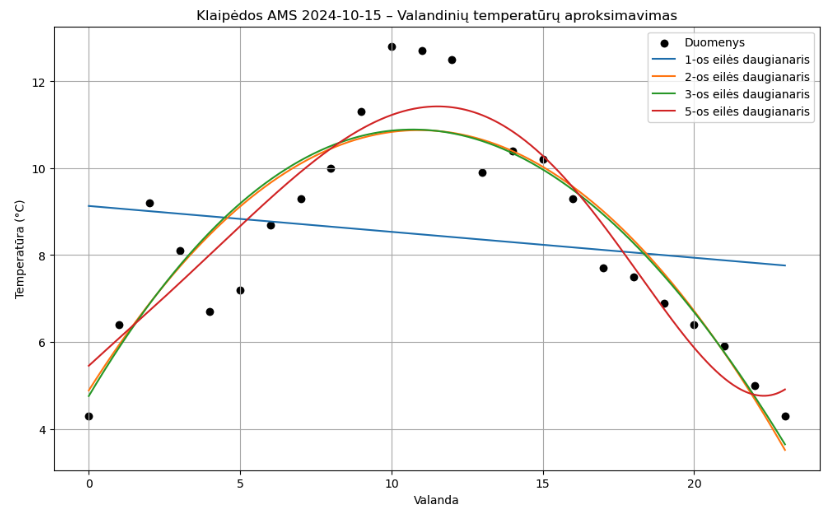 Klaipėdos AMS 2024-10-15 – Valandinių temperatūrų aproksimavimas
Duomenys
1-os eilės daugianaris
2-os eilės daugianaris
3-os eilės daugianaris
5-os eilės daugianaris
Temperatūra (°C)
12
10
8
6
4
0 5 10 15 20
Valanda